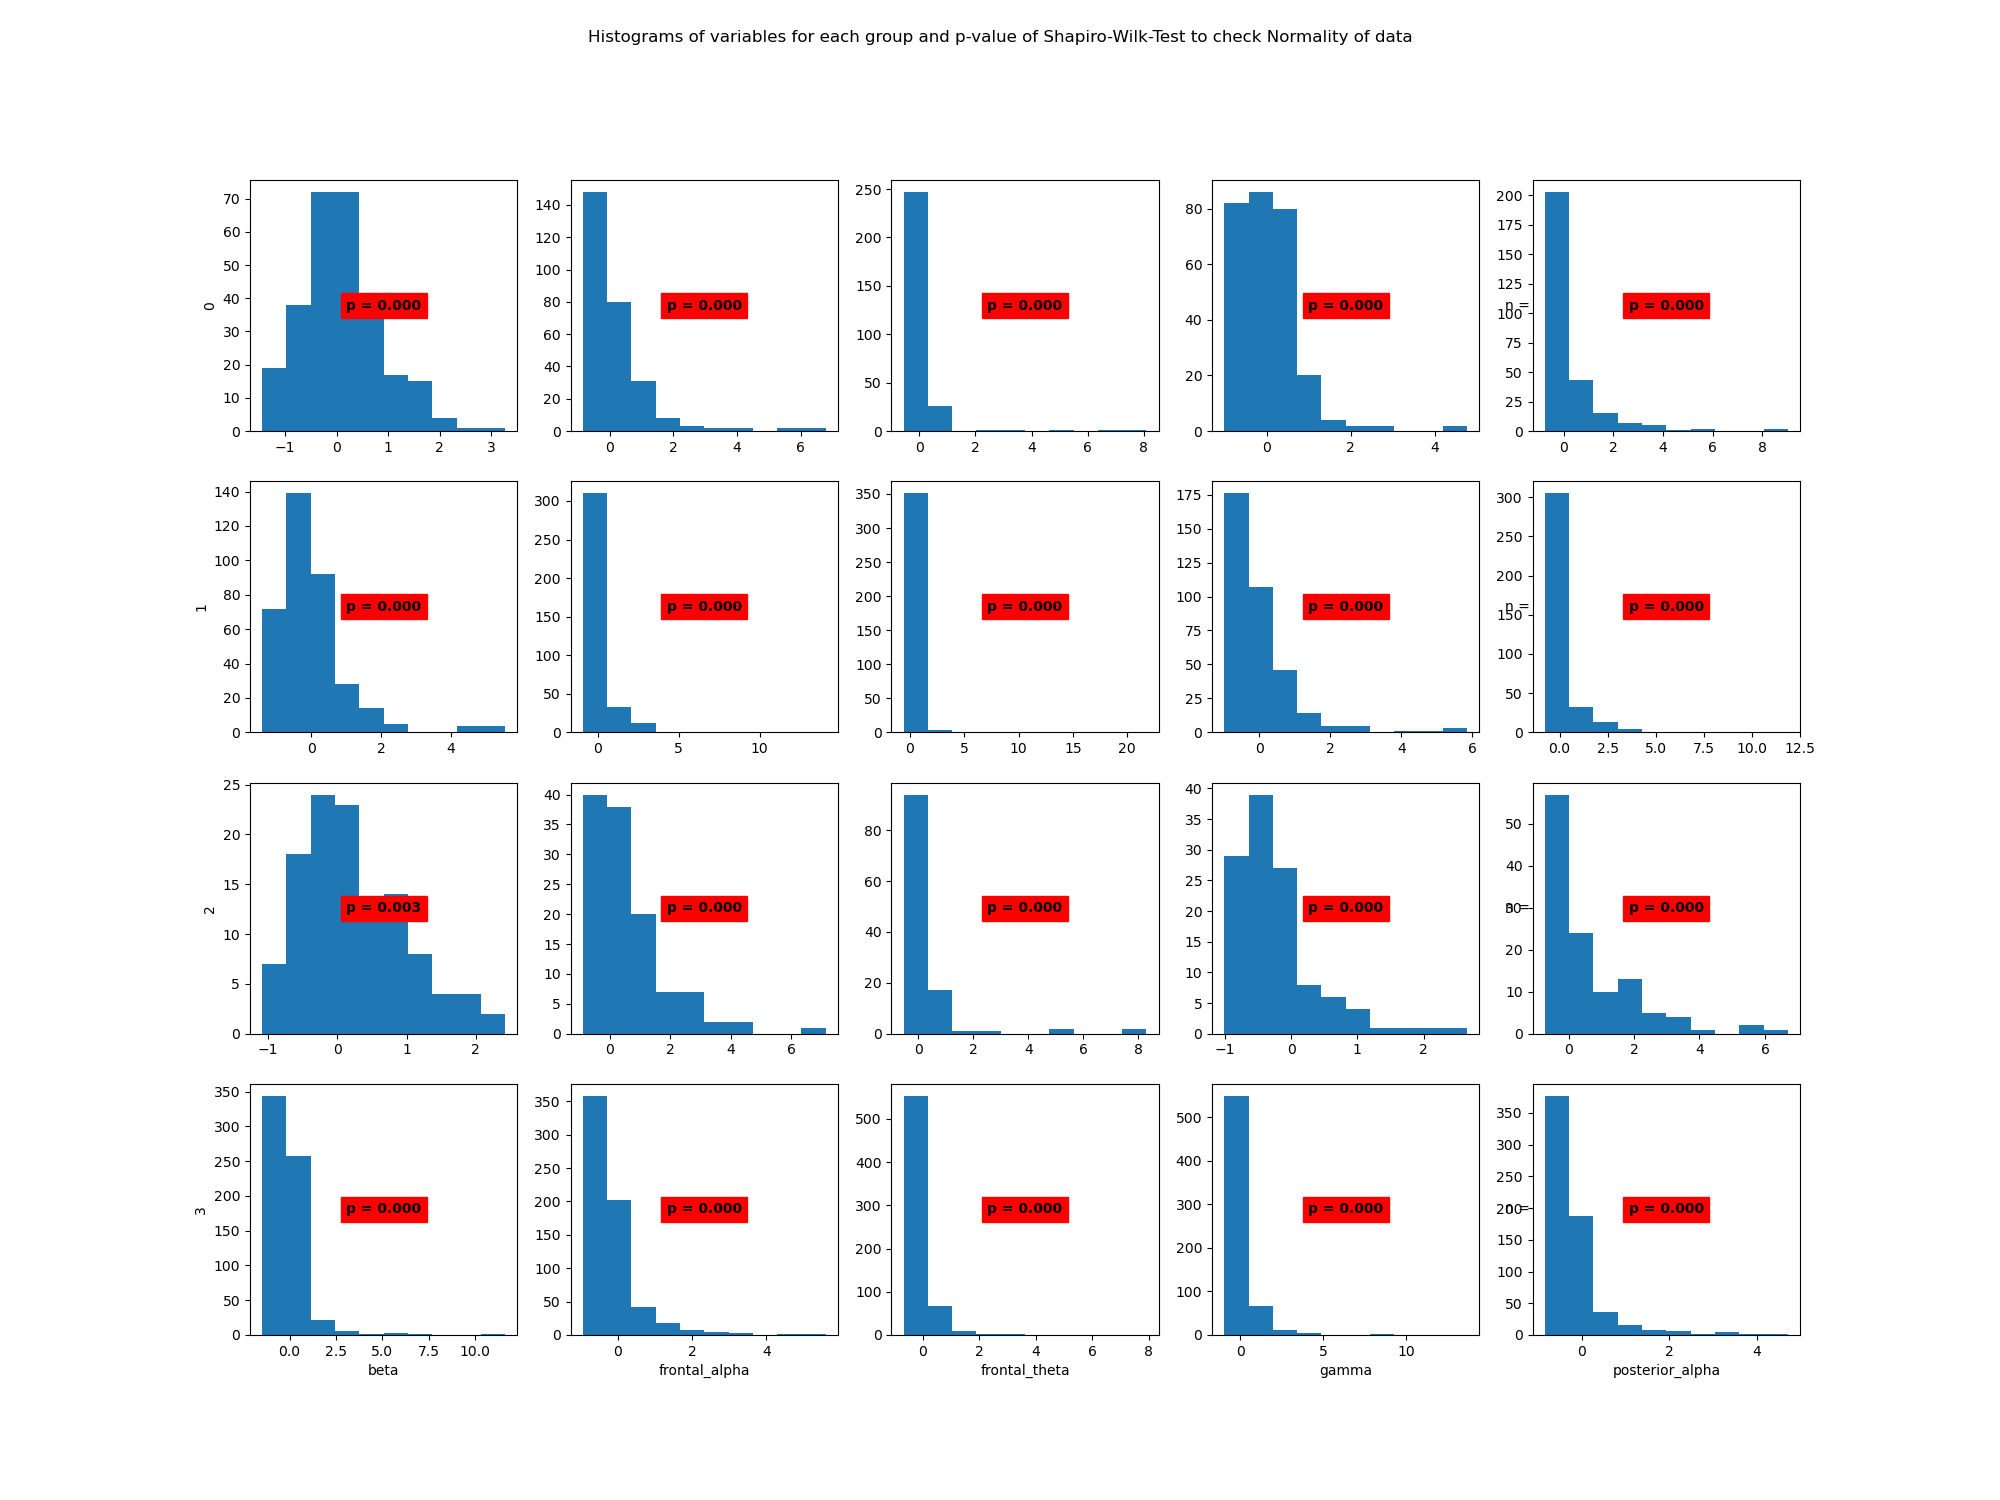 Histograms of variables for each group and p-value of Shapiro-Wilk-Test to check Normality of data
0
70
60
50
40
30
20
10
0
p = 0.000
−1 0 1 2 3
140
120
100
80
60
40
20
0
p = 0.000
0 2 4 6
250
200
150
100
50
0
p = 0.000
0 2 4 6 8
80
60
40
20
0
p = 0.000
0 2 4
n =
200
175
150
125
100
75
50
25
0
p = 0.000
0 2 4 6 8
1
140
120
100
80
60
40
20
0
p = 0.000
0 2 4
300
250
200
150
100
50
0
p = 0.000
0 5 10
350
300
250
200
150
100
50
0
p = 0.000
0 5 10 15 20
175
150
125
100
75
50
25
0
p = 0.000
0 2 4 6
n =
300
250
200
150
100
50
0
p = 0.000
0.0 2.5 5.0 7.5 10.0 12.5
2
25
20
15
10
5
0
p = 0.003
−1 0 1 2
40
35
30
25
20
15
10
5
0
p = 0.000
0 2 4 6
80
60
40
20
0
p = 0.000
0 2 4 6 8
40
35
30
25
20
15
10
5
0
p = 0.000
−1 0 1 2
n =
50
40
30
20
10
0
p = 0.000
0 2 4 6
3
350
300
250
200
150
100
50
0
p = 0.000
0.0 2.5 5.0 7.5 10.0
beta
350
300
250
200
150
100
50
0
p = 0.000
0 2 4
frontal_alpha
500
400
300
200
100
0
p = 0.000
0 2 4 6 8
frontal_theta
500
400
300
200
100
0
p = 0.000
0 5 10
gamma
n =
350
300
250
200
150
100
50
0
p = 0.000
0 2 4
posterior_alpha